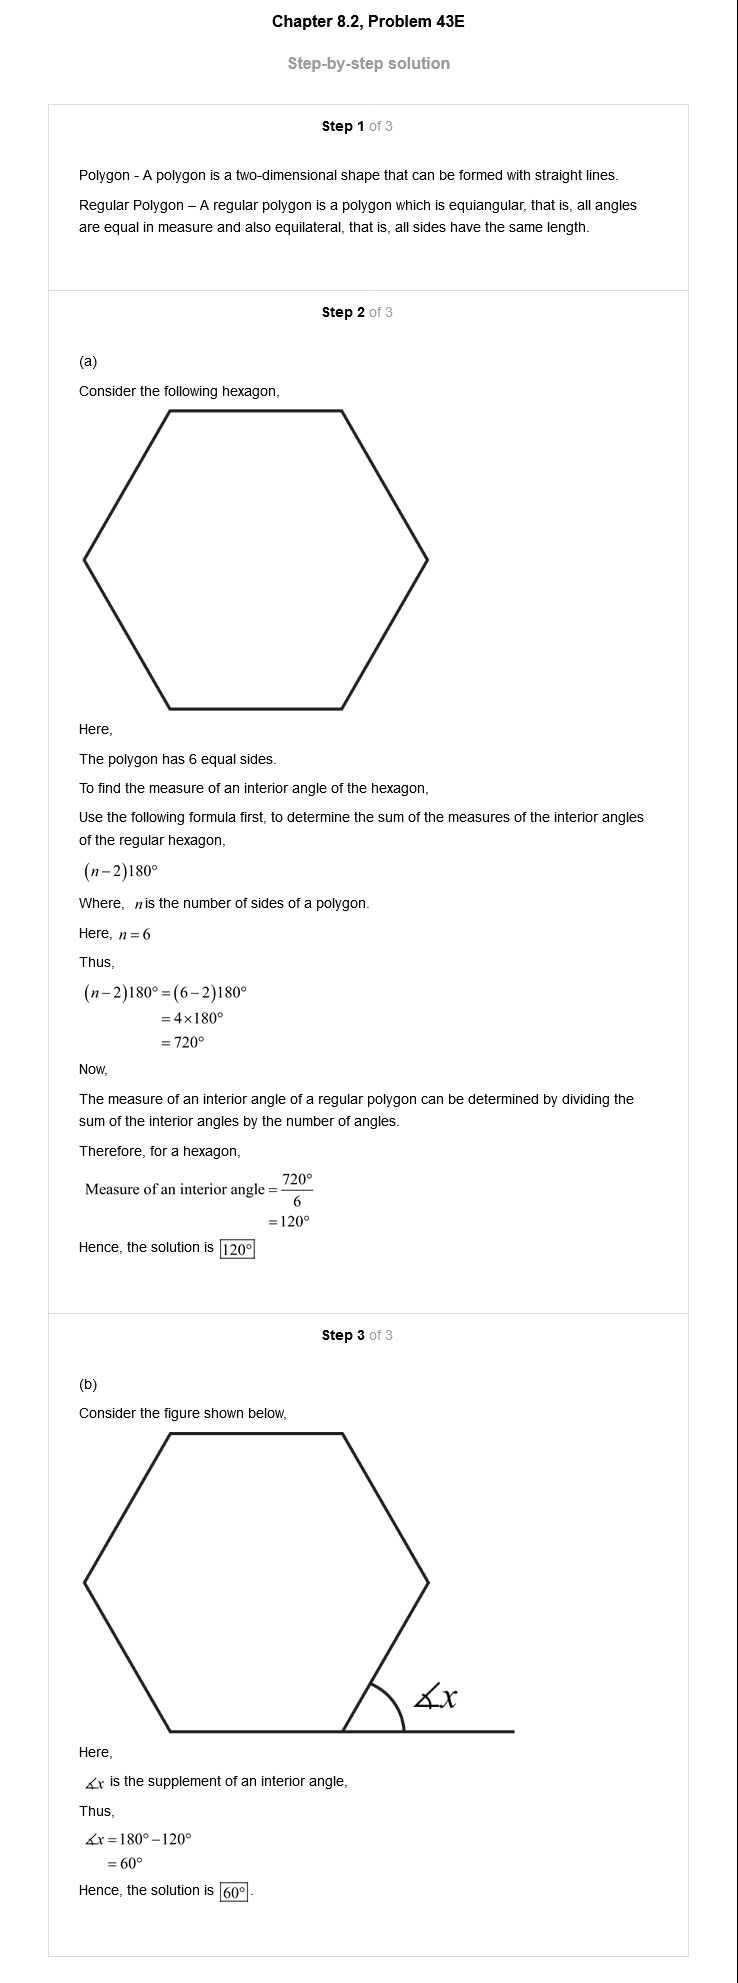 Chapter 8.2, Problem 43E
Step-by-step solution
Step 1 of 3
Polygon - A polygon is a two-dimensional shape that can be formed with straight lines.
Regular Polygon – A regular polygon is a polygon which is equiangular, that is, all angles
are equal in measure and also equilateral, that is, all sides have the same length.
Step 2 of 3
(a)
Consider the following hexagon,
Here,
The polygon has 6 equal sides.
To find the measure of an interior angle of the hexagon,
Use the following formula first, to determine the sum of the measures of the interior angles
of the regular hexagon,
(n−2)180°
Where, n is the number of sides of a polygon.
Here, n=6
Thus,
(n−2)180°=(6−2)180°
=4×180°
=720°
Now,
The measure of an interior angle of a regular polygon can be determined by dividing the
sum of the interior angles by the number of angles.
Therefore, for a hexagon,
Measure of an interior angle = 720°/6
=120°
Hence, the solution is 120°
Step 3 of 3
(b)
Consider the figure shown below,
∡x
Here,
∡x is the supplement of an interior angle,
Thus,
∡x=180°−120°
=60°
Hence, the solution is 60°.